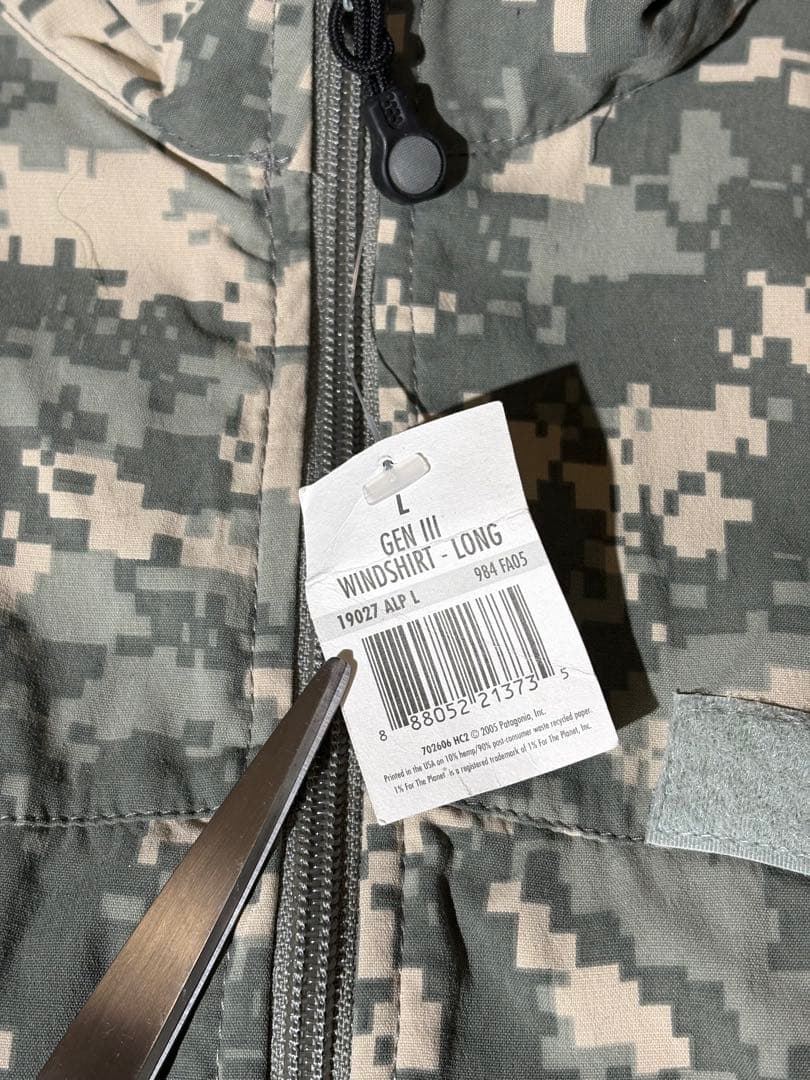 L
GEN III
WINDSHIRT - LONG
19027 ALP L 984 FA05
8 88052 21373 5
702606 HC2 © 2005 Patagonia, Inc.
Printed in the USA on 10% hemp/90% post-consumer waste recycled paper.
1% For The Planet® is a registered trademark of 1% For The Planet, Inc.